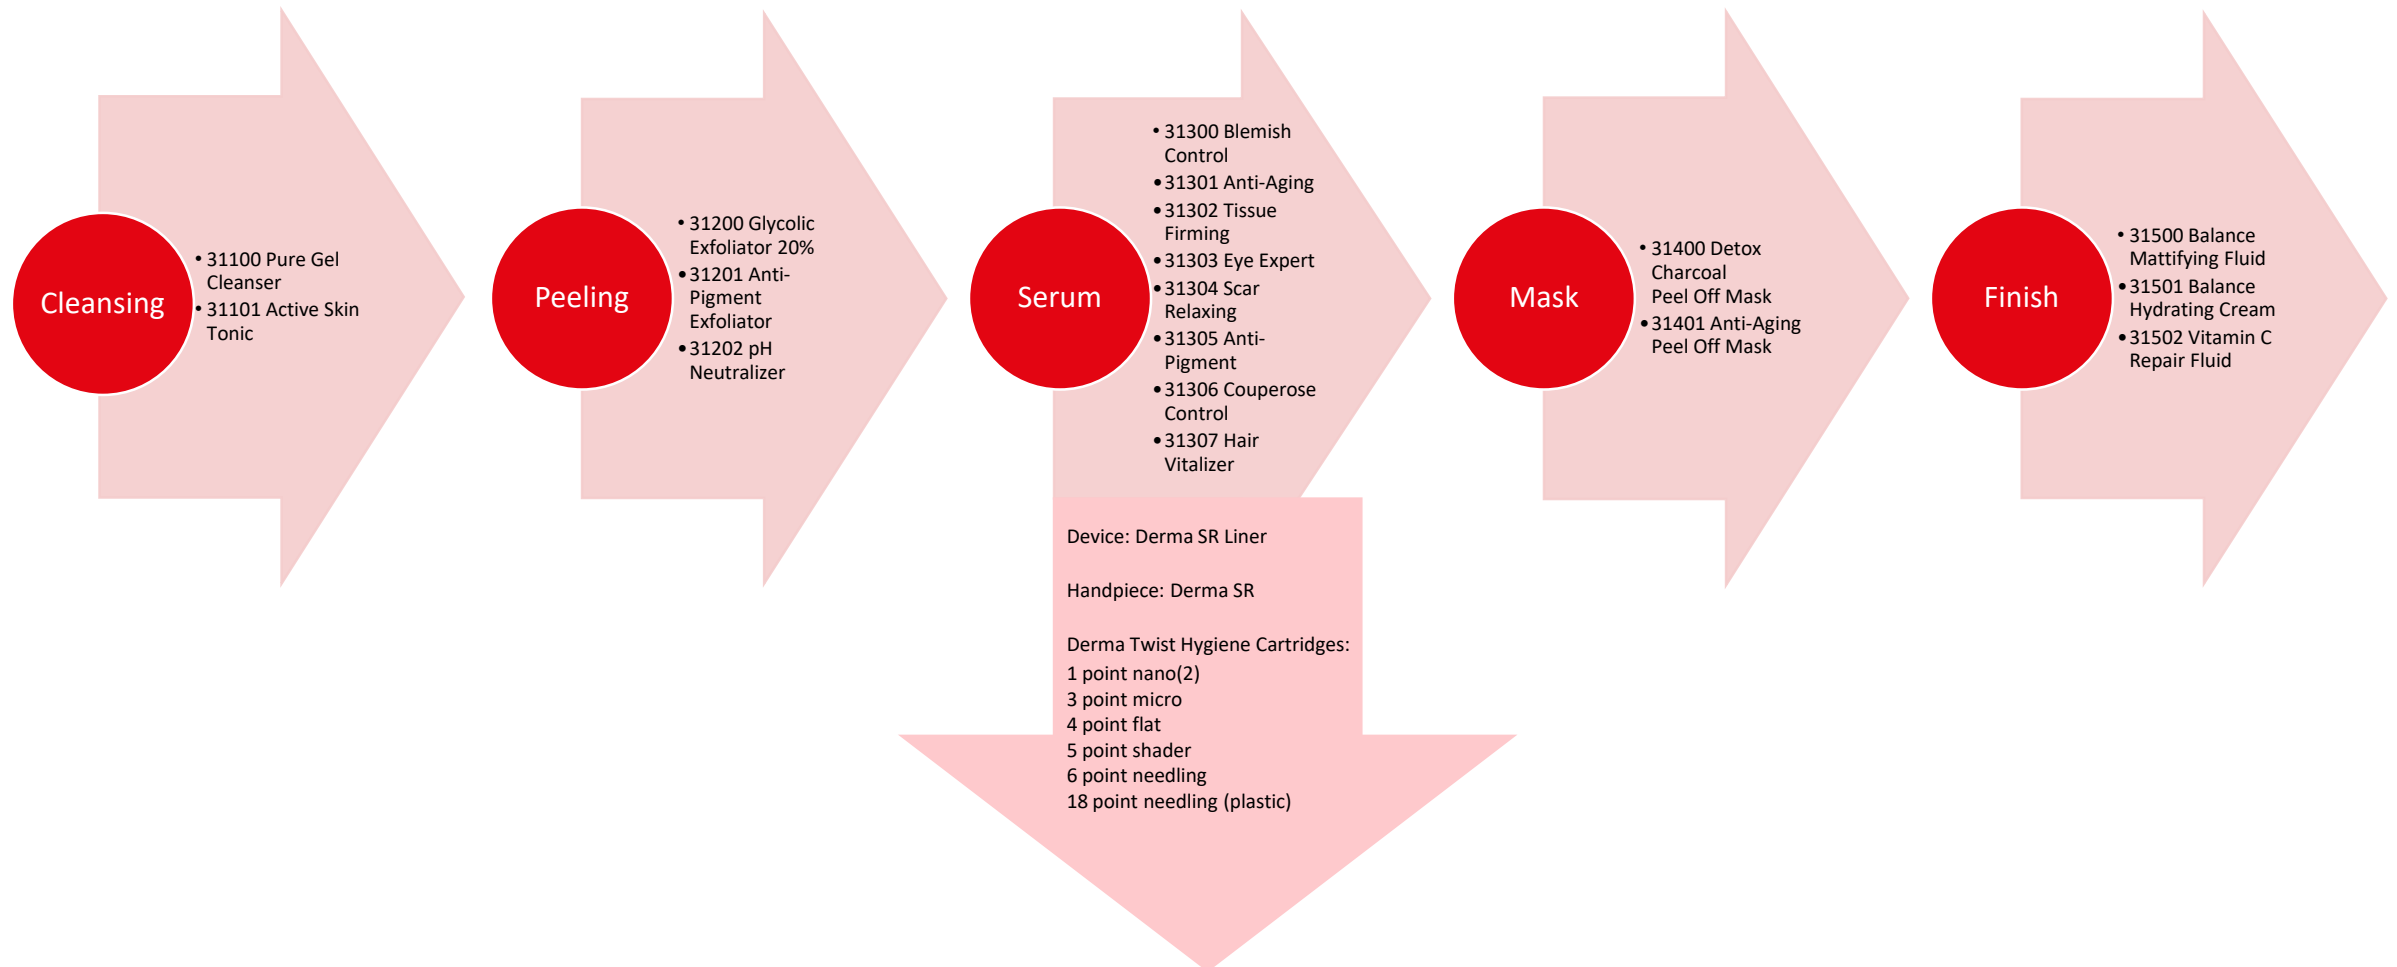 Cleansing
• 31100 Pure Gel
Cleanser
• 31101 Active Skin
Tonic
Peeling
• 31200 Glycolic
Exfoliator 20%
• 31201 Anti-
Pigment
Exfoliator
• 31202 pH
Neutralizer
Serum
• 31300 Blemish
Control
• 31301 Anti-Aging
• 31302 Tissue
Firming
• 31303 Eye Expert
• 31304 Scar
Relaxing
• 31305 Anti-
Pigment
• 31306 Couperose
Control
• 31307 Hair
Vitalizer
Device: Derma SR Liner
Handpiece: Derma SR
Derma Twist Hygiene Cartridges:
1 point nano(2)
3 point micro
4 point flat
5 point shader
6 point needling
18 point needling (plastic)
Mask
• 31400 Detox
Charcoal
Peel Off Mask
• 31401 Anti-Aging
Peel Off Mask
Finish
• 31500 Balance
Mattifying Fluid
• 31501 Balance
Hydrating Cream
• 31502 Vitamin C
Repair Fluid